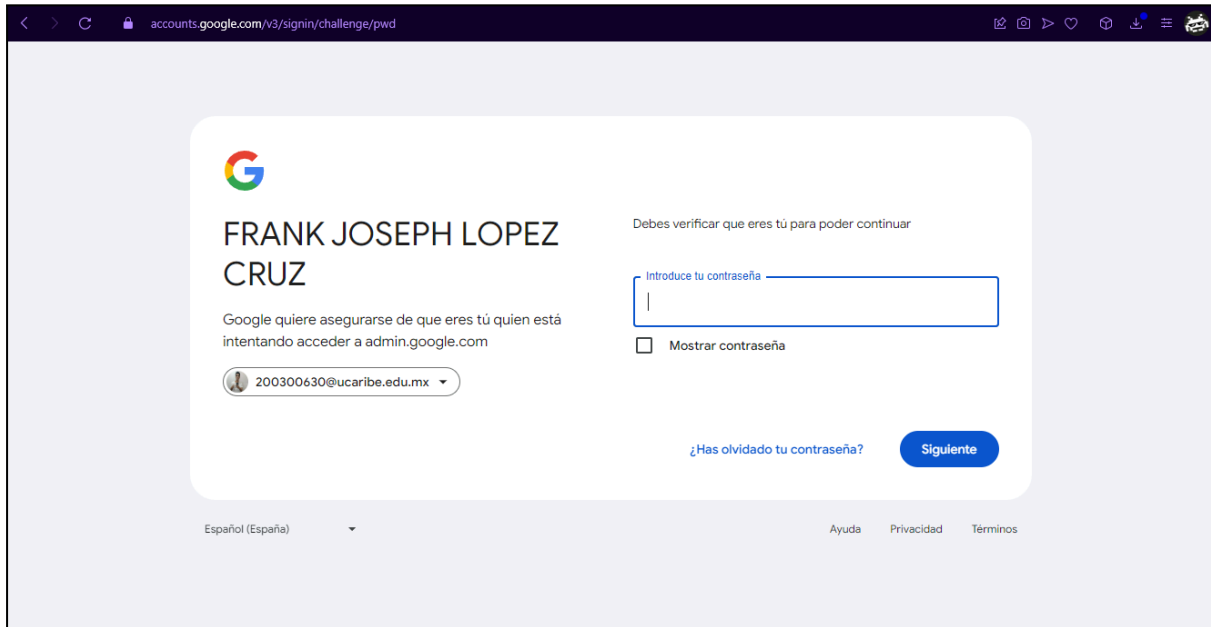 accounts.google.com/v3/signin/challenge/pwd
FRANK JOSEPH LOPEZ
CRUZ
Google quiere asegurarse de que eres tú quien está
intentando acceder a admin.google.com
200300630@ucaribe.edu.mx
Debes verificar que eres tú para poder continuar
Introduce tu contraseña
Mostrar contraseña
¿Has olvidado tu contraseña?
Siguiente
Español (España)
Ayuda Privacidad Términos